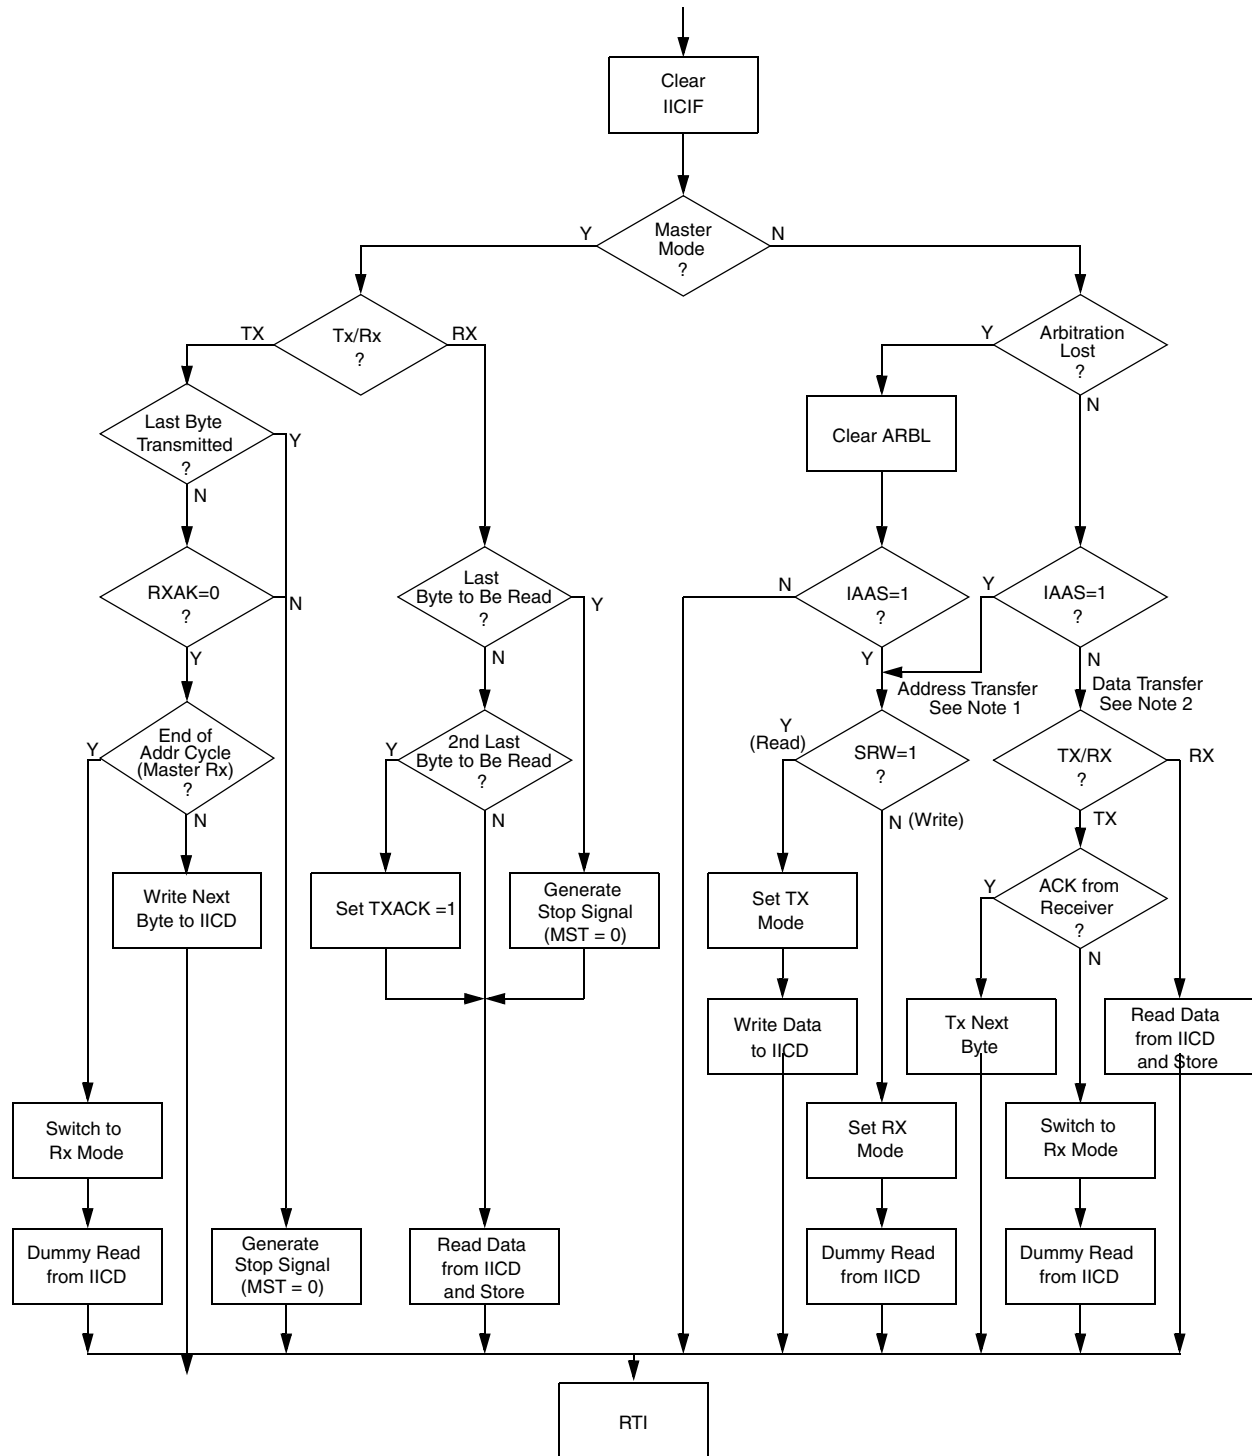 Clear
IICIF
Master
Mode
?
Y
N
Tx/Rx
?
TX
RX
Arbitration
Lost
?
Y
N
Last Byte
Transmitted
?
Y
N
Clear ARBL
RXAK=0
?
N
Y
Last
Byte to Be Read
?
Y
N
IAAS=1
?
N
Y
IAAS=1
?
Y
N
Address Transfer
See Note 1
Data Transfer
See Note 2
End of
Addr Cycle
(Master Rx)
?
Y
N
2nd Last
Byte to Be Read
?
Y
N
SRW=1
?
Y
(Read)
N (Write)
TX/RX
?
RX
TX
Write Next
Byte to IICD
Set TXACK =1
Generate
Stop Signal
(MST = 0)
Set TX
Mode
ACK from
Receiver
?
Y
N
Write Data
to IICD
Tx Next
Byte
Read Data
from IICD
and Store
Switch to
Rx Mode
Set RX
Mode
Switch to
Rx Mode
Dummy Read
from IICD
Generate
Stop Signal
(MST = 0)
Read Data
from IICD
and Store
Dummy Read
from IICD
Dummy Read
from IICD
RTI